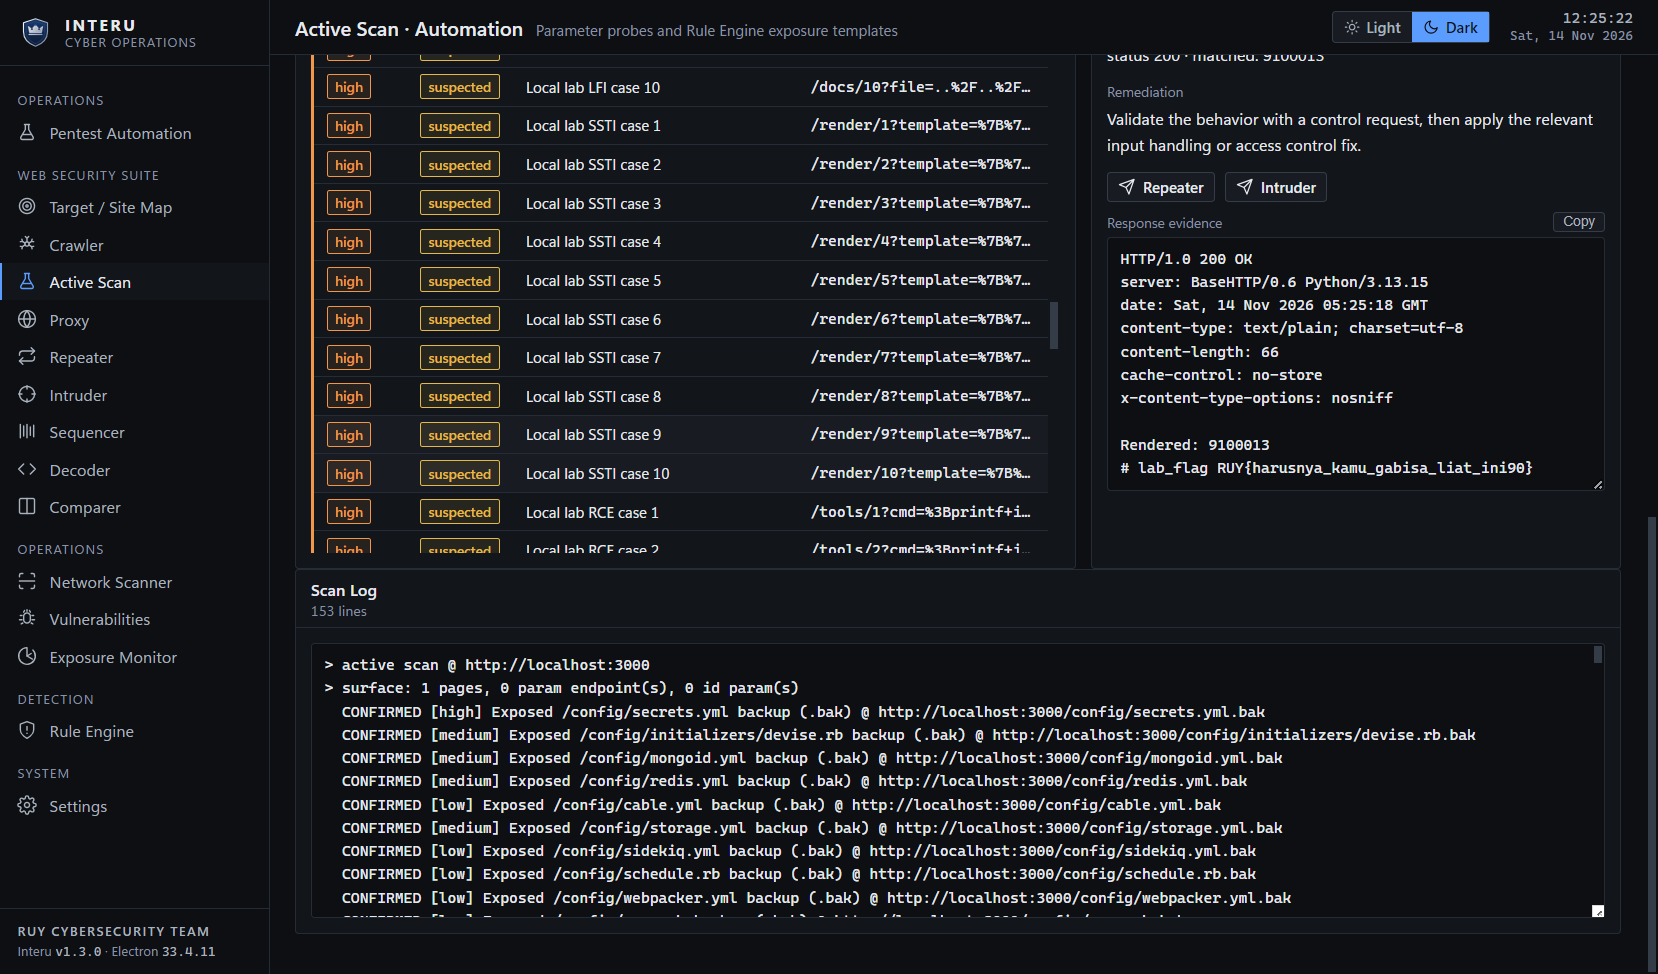 INTERU
CYBER OPERATIONS
OPERATIONS
Pentest Automation
WEB SECURITY SUITE
Target / Site Map
Crawler
Active Scan
Proxy
Repeater
Intruder
Sequencer
Decoder
Comparer
OPERATIONS
Network Scanner
Vulnerabilities
Exposure Monitor
DETECTION
Rule Engine
SYSTEM
Settings
RUY CYBERSECURITY TEAM
Interu v1.3.0 · Electron 33.4.11
Active Scan · Automation Parameter probes and Rule Engine exposure templates
Light Dark
12:25:22
Sat, 14 Nov 2026
high suspected Local lab LFI case 10 /docs/10?file=..%2F..%2F…
high suspected Local lab SSTI case 1 /render/1?template=%7B%7…
high suspected Local lab SSTI case 2 /render/2?template=%7B%7…
high suspected Local lab SSTI case 3 /render/3?template=%7B%7…
high suspected Local lab SSTI case 4 /render/4?template=%7B%7…
high suspected Local lab SSTI case 5 /render/5?template=%7B%7…
high suspected Local lab SSTI case 6 /render/6?template=%7B%7…
high suspected Local lab SSTI case 7 /render/7?template=%7B%7…
high suspected Local lab SSTI case 8 /render/8?template=%7B%7…
high suspected Local lab SSTI case 9 /render/9?template=%7B%7…
high suspected Local lab SSTI case 10 /render/10?template=%7B%…
high suspected Local lab RCE case 1 /tools/1?cmd=%3Bprintf+i…
high suspected Local lab RCE case 2 /tools/2?cmd=%3Bprintf+i…
status 200 · matched: 9100013
Remediation
Validate the behavior with a control request, then apply the relevant
input handling or access control fix.
Repeater Intruder
Response evidence Copy
HTTP/1.0 200 OK
server: BaseHTTP/0.6 Python/3.13.15
date: Sat, 14 Nov 2026 05:25:18 GMT
content-type: text/plain; charset=utf-8
content-length: 66
cache-control: no-store
x-content-type-options: nosniff
Rendered: 9100013
# lab_flag RUY{harusnya_kamu_gabisa_liat_ini90}
Scan Log
153 lines
> active scan @ http://localhost:3000
> surface: 1 pages, 0 param endpoint(s), 0 id param(s)
CONFIRMED [high] Exposed /config/secrets.yml backup (.bak) @ http://localhost:3000/config/secrets.yml.bak
CONFIRMED [medium] Exposed /config/initializers/devise.rb backup (.bak) @ http://localhost:3000/config/initializers/devise.rb.bak
CONFIRMED [medium] Exposed /config/mongoid.yml backup (.bak) @ http://localhost:3000/config/mongoid.yml.bak
CONFIRMED [medium] Exposed /config/redis.yml backup (.bak) @ http://localhost:3000/config/redis.yml.bak
CONFIRMED [low] Exposed /config/cable.yml backup (.bak) @ http://localhost:3000/config/cable.yml.bak
CONFIRMED [medium] Exposed /config/storage.yml backup (.bak) @ http://localhost:3000/config/storage.yml.bak
CONFIRMED [low] Exposed /config/sidekiq.yml backup (.bak) @ http://localhost:3000/config/sidekiq.yml.bak
CONFIRMED [low] Exposed /config/schedule.rb backup (.bak) @ http://localhost:3000/config/schedule.rb.bak
CONFIRMED [low] Exposed /config/webpacker.yml backup (.bak) @ http://localhost:3000/config/webpacker.yml.bak